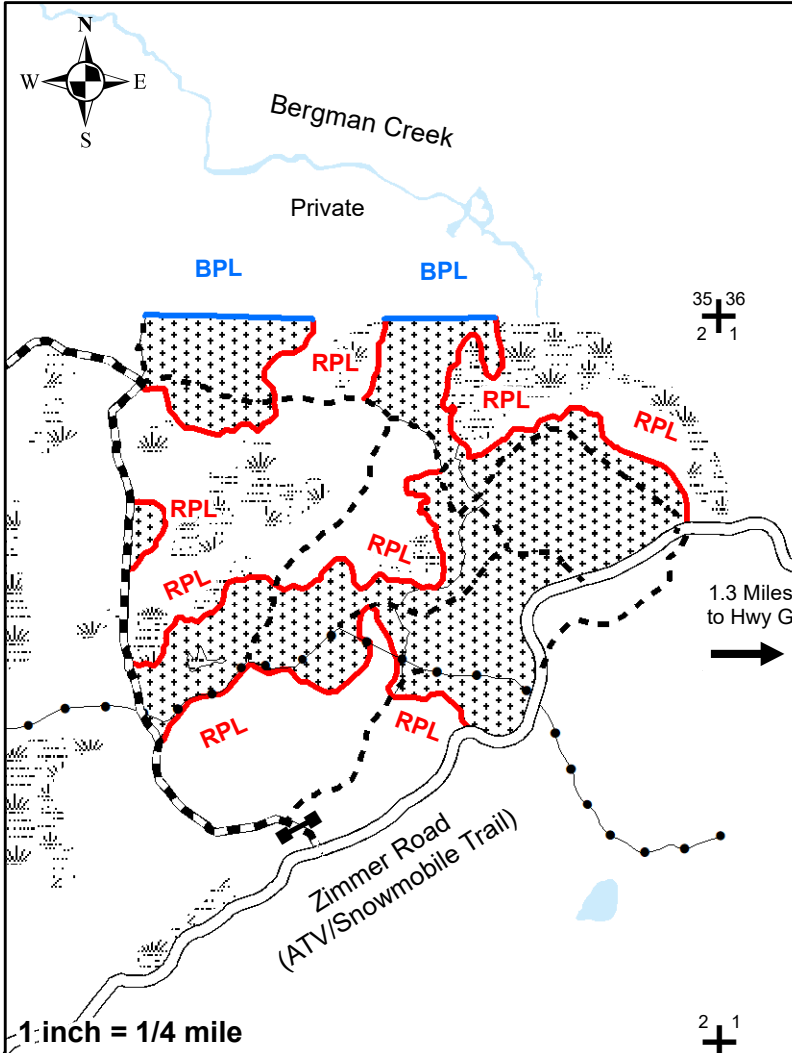 N
W E
S
Bergman Creek
Private
BPL
BPL
35 36
2 1
RPL
RPL
RPL
RPL
RPL
RPL
1.3 Miles
to Hwy G
RPL
RPL
Zimmer Road
(ATV/Snowmobile Trail)
1 inch = 1/4 mile
2 1